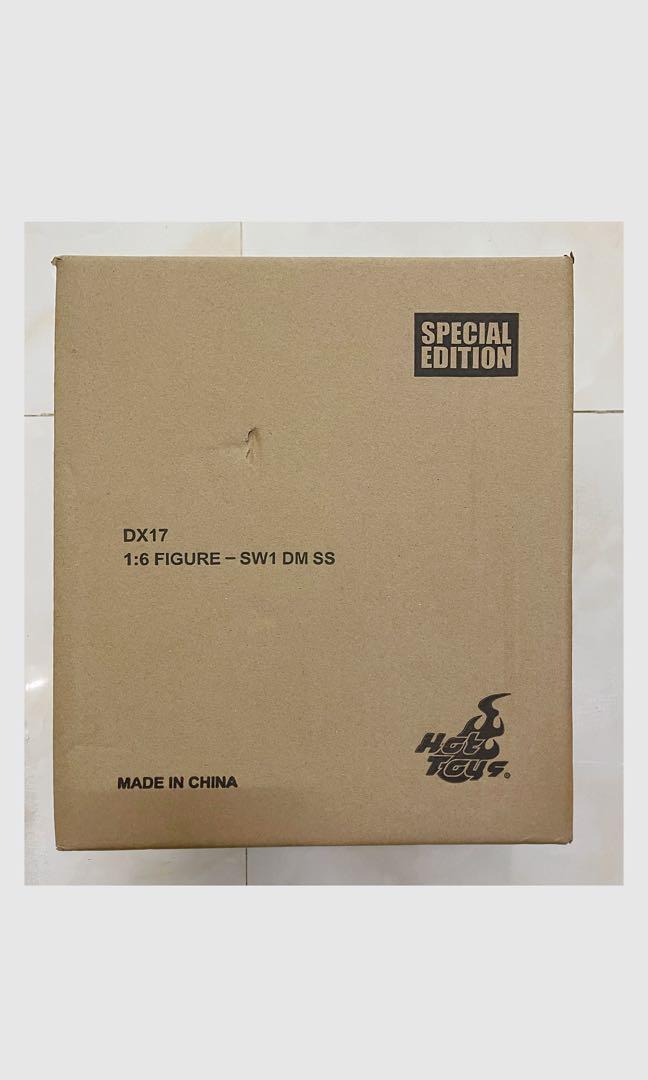 SPECIAL
EDITION
DX17
1:6 FIGURE – SW1 DM SS
Hot
Toys®
MADE IN CHINA